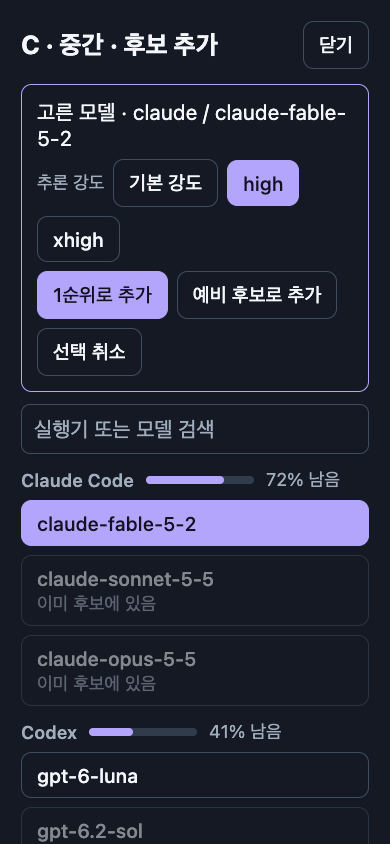 C · 중간 · 후보 추가
닫기
고른 모델 · claude / claude-fable-
5-2
추론 강도
기본 강도
high
xhigh
1순위로 추가
예비 후보로 추가
선택 취소
실행기 또는 모델 검색
Claude Code
72% 남음
claude-fable-5-2
claude-sonnet-5-5
이미 후보에 있음
claude-opus-5-5
이미 후보에 있음
Codex
41% 남음
gpt-6-luna
gpt-6.2-sol